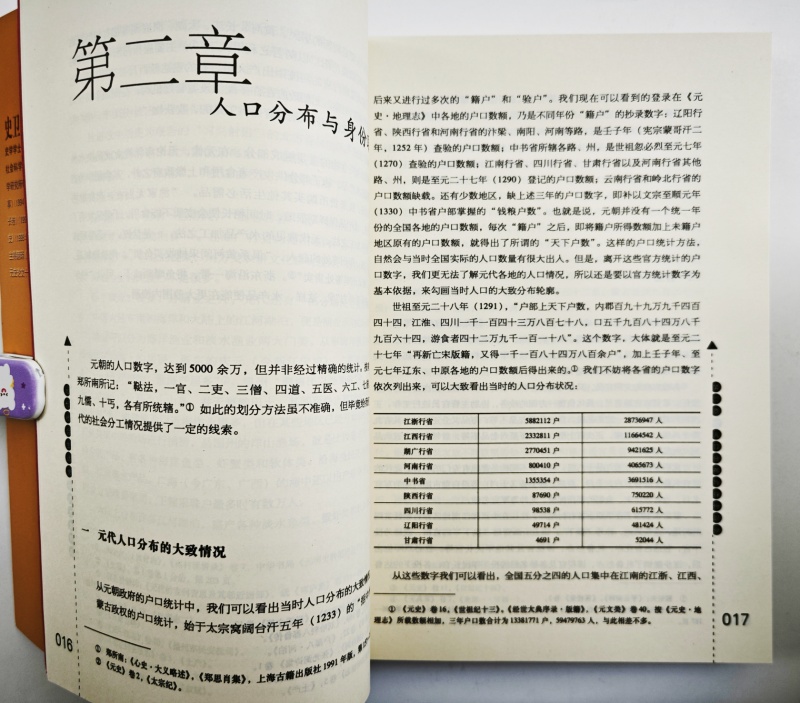 第二章
人口分布与身份
元朝的人口数字，达到5000余万，但并非经过精确的统计。
郑所南所记：“鞑法，一官、二吏、三僧、四道、五医、六工、七
九儒、十丐，各有所统辖。”① 如此的划分方法虽不准确，但毕竟
代的社会分工情况提供了一定的线索。
一 元代人口分布的大致情况
从元朝政府的户口统计中，我们可以看出当时人口分布的大致
蒙古政权的户口统计，始于太宗窝阔台汗五年（1233）的“
① 郑所南：《心史·大义略述》，《郑思肖集》，上海古籍出版社1991年版，
② 《元史》卷2，《太宗纪》。
016
后来又进行过多次的“籍户”和“验户”。我们现在可以看到的登录在《元
史·地理志》中各地的户口数额，乃是不同年份“籍户”的抄录数字：辽阳行
省、陕西行省和河南行省的汴梁、南阳、河南等路，是壬子年（宪宗蒙哥汗二
年，1252年）查验的户口数额；中书省所辖各路、州，是世祖忽必烈至元七年
（1270）查验的户口数额；江南行省、四川行省、甘肃行省以及河南行省其他
路、州，则是至元二十七年（1290）登记的户口数额；云南行省和岭北行省的
户口数额缺载。还有少数地区，缺上述三年的户口数字，即补以文宗至顺元年
（1330）中书省户部掌握的“钱粮户数”。也就是说，元朝并没有一个统一年
份的全国各地的户口数额，每次“籍户”之后，即将籍户所得数额加上未籍户
地区原有的户口数额，就得出了所谓的“天下户数”。这样的户口统计方法，
自然会与当时全国实际的人口数量有很大出入。但是，离开这些官方统计的户
口数字，我们更无法了解元代各地的人口情况，所以还是要以官方统计数字为
基本依据，来勾画当时人口的大致分布轮廓。
世祖至元二十八年（1291），“户部上天下户数，内郡百九十九万九千四百
四十四，江淮、四川一千一百四十三万八百七十八，口五千九百八十四万八千
九百六十四，游食者四十二万九千一百一十八”。这个数字，大体就是至元二
十七年“再新亡宋版籍，又得一千一百八十四万八百余户”，加上壬子年、至
元七年辽东、中原各地的户口数额后得出来的。① 我们不妨将各省的户口数字
依次列出来，可以大致看出当时的人口分布状况：
江浙行省 5882112 户 28736947 人
江西行省 2332811 户 11664542 人
湖广行省 2770451 户 9421625 人
河南行省 800410 户 4065673 人
中书省 1355354 户 3691516 人
陕西行省 87690 户 750220 人
四川行省 98538 户 615772 人
辽阳行省 49714 户 481424 人
甘肃行省 4691 户 52044 人
从这些数字我们可以看出，全国五分之四的人口集中在江南的江浙、江西、
① 《元史》卷16，《世祖纪十三》，《经世大典序录·版籍》，《元文类》卷40。按《元史·地
理志》所载数额相加，三年户口数合计为13381771户，59479763人，与此相差不多。
017